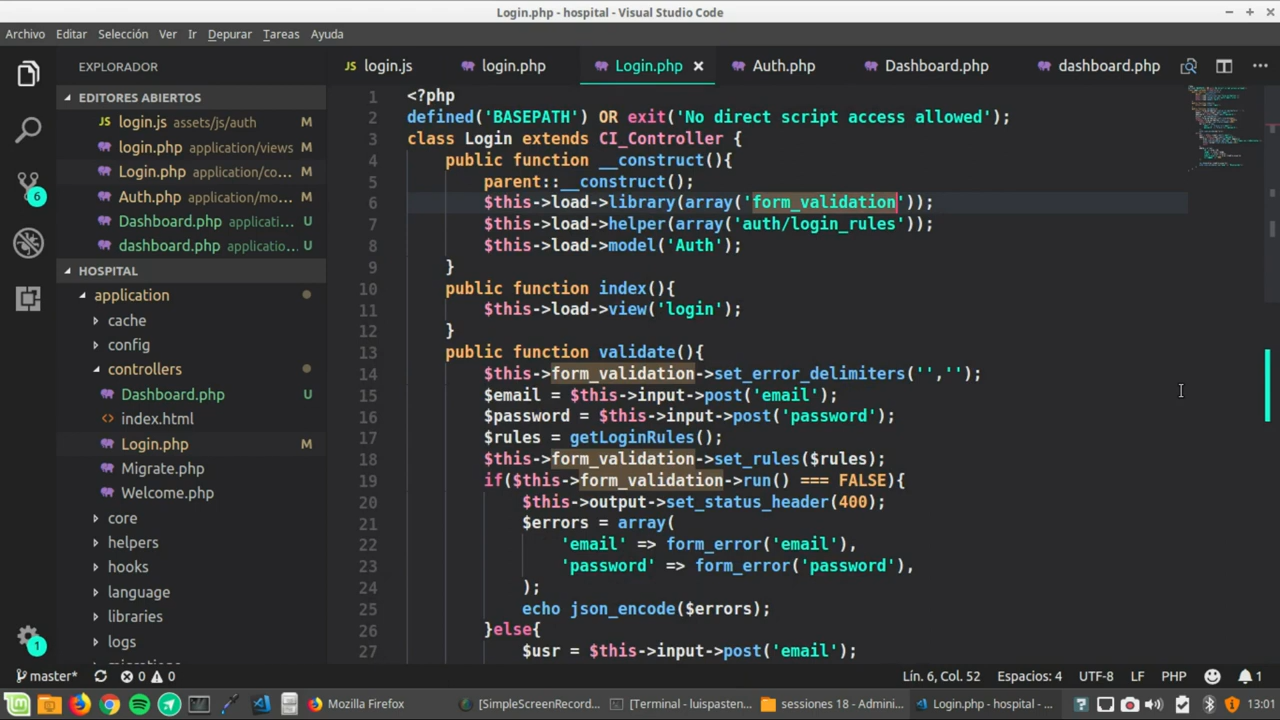 Login.php - hospital - Visual Studio Code
Archivo Editar Selección Ver Ir Depurar Tareas Ayuda
EXPLORADOR
login.js login.php Login.php Auth.php Dashboard.php dashboard.php
EDITORES ABIERTOS
login.js assets/js/auth M
login.php application/views M
Login.php application/co... M
Auth.php application/mo... M
Dashboard.php applicati... U
dashboard.php applicatio... U
HOSPITAL
application
cache
config
controllers
Dashboard.php U
index.html
Login.php M
Migrate.php
Welcome.php
core
helpers
hooks
language
libraries
logs
6
1
1 <?php
2 defined('BASEPATH') OR exit('No direct script access allowed');
3 class Login extends CI_Controller {
4 public function __construct(){
5 parent::__construct();
6 $this->load->library(array('form_validation'));
7 $this->load->helper(array('auth/login_rules'));
8 $this->load->model('Auth');
9 }
10 public function index(){
11 $this->load->view('login');
12 }
13 public function validate(){
14 $this->form_validation->set_error_delimiters('','');
15 $email = $this->input->post('email');
16 $password = $this->input->post('password');
17 $rules = getLoginRules();
18 $this->form_validation->set_rules($rules);
19 if($this->form_validation->run() === FALSE){
20 $this->output->set_status_header(400);
21 $errors = array(
22 'email' => form_error('email'),
23 'password' => form_error('password'),
24 );
25 echo json_encode($errors);
26 }else{
27 $usr = $this->input->post('email');
master* 0 0 Lín. 6, Col. 52 Espacios: 4 UTF-8 LF PHP 1
Mozilla Firefox [SimpleScreenRecord... [Terminal - luispasten... sessiones 18 - Admini... Login.php - hospital - ... 13:01